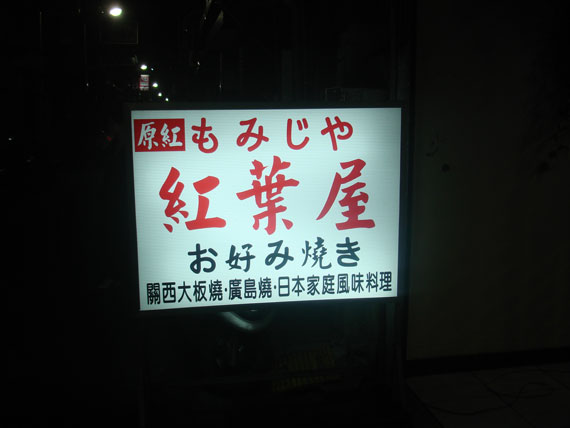 原紅もみじや
紅葉屋
お好み燒き
關西大板燒·廣島燒·日本家庭風味料理